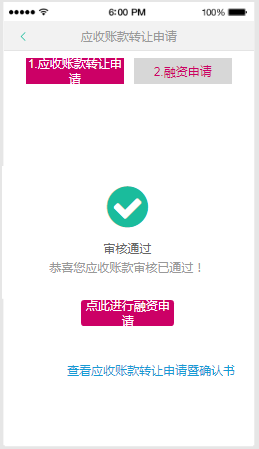 6:00 PM
100%
应收账款转让申请
1.应收账款转让申
请
2.融资申请
审核通过
恭喜您应收账款审核已通过！
点此进行融资申
请
查看应收账款转让申请暨确认书